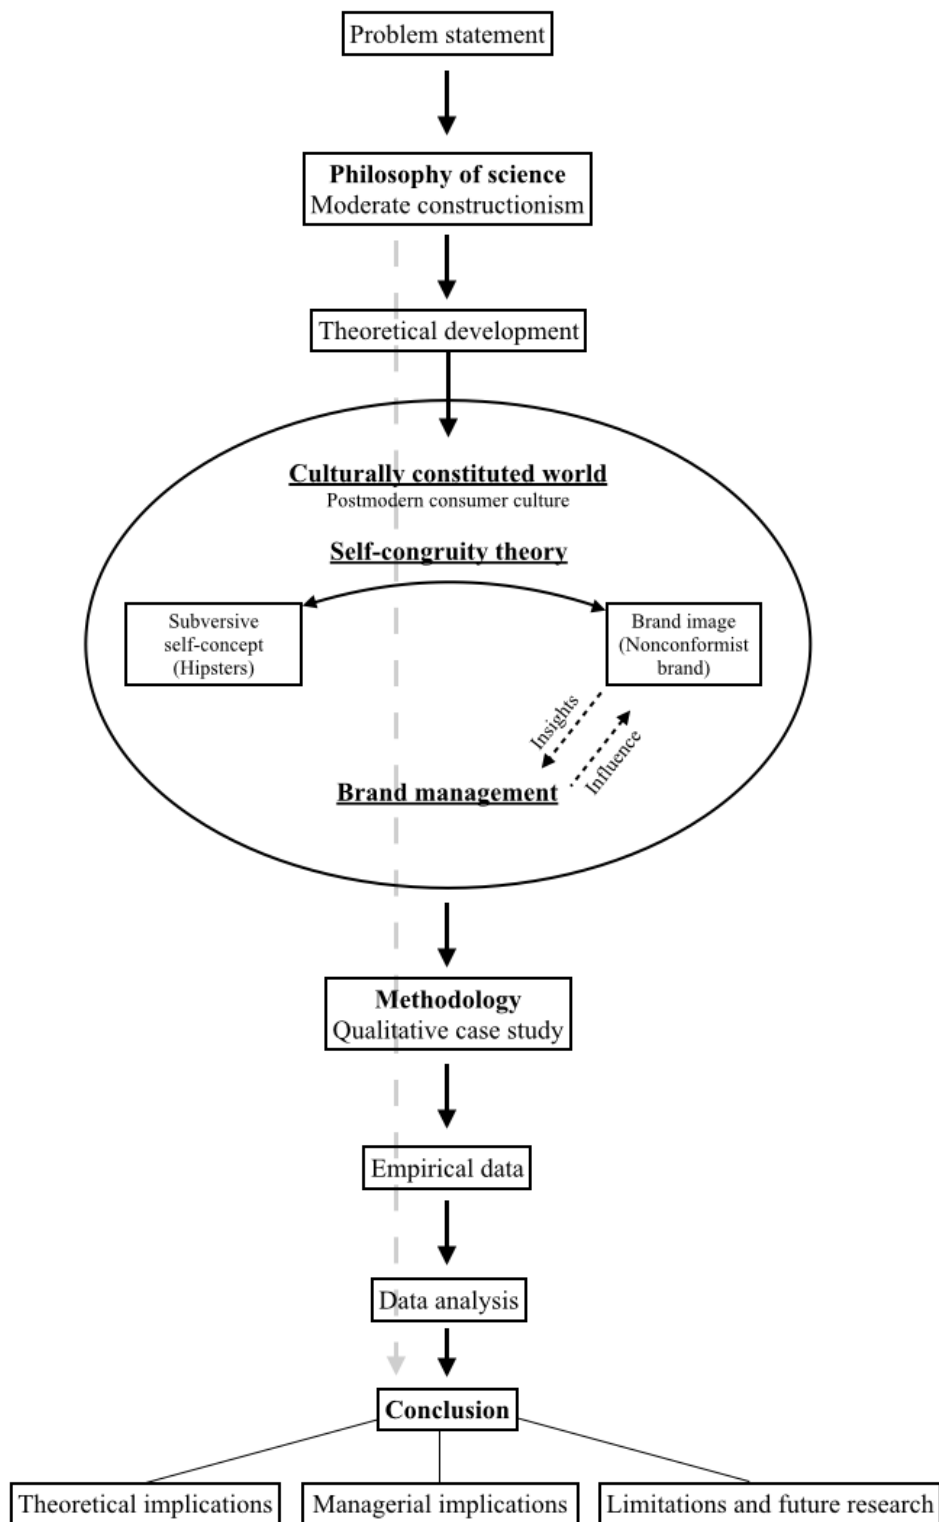 Problem statement
Philosophy of science
Moderate constructionism
Theoretical development
Culturally constituted world
Postmodern consumer culture
Self-congruity theory
Subversive
self-concept
(Hipsters)
Brand image
(Nonconformist
brand)
Insights
Influence
Brand management
Methodology
Qualitative case study
Empirical data
Data analysis
Conclusion
Theoretical implications
Managerial implications
Limitations and future research